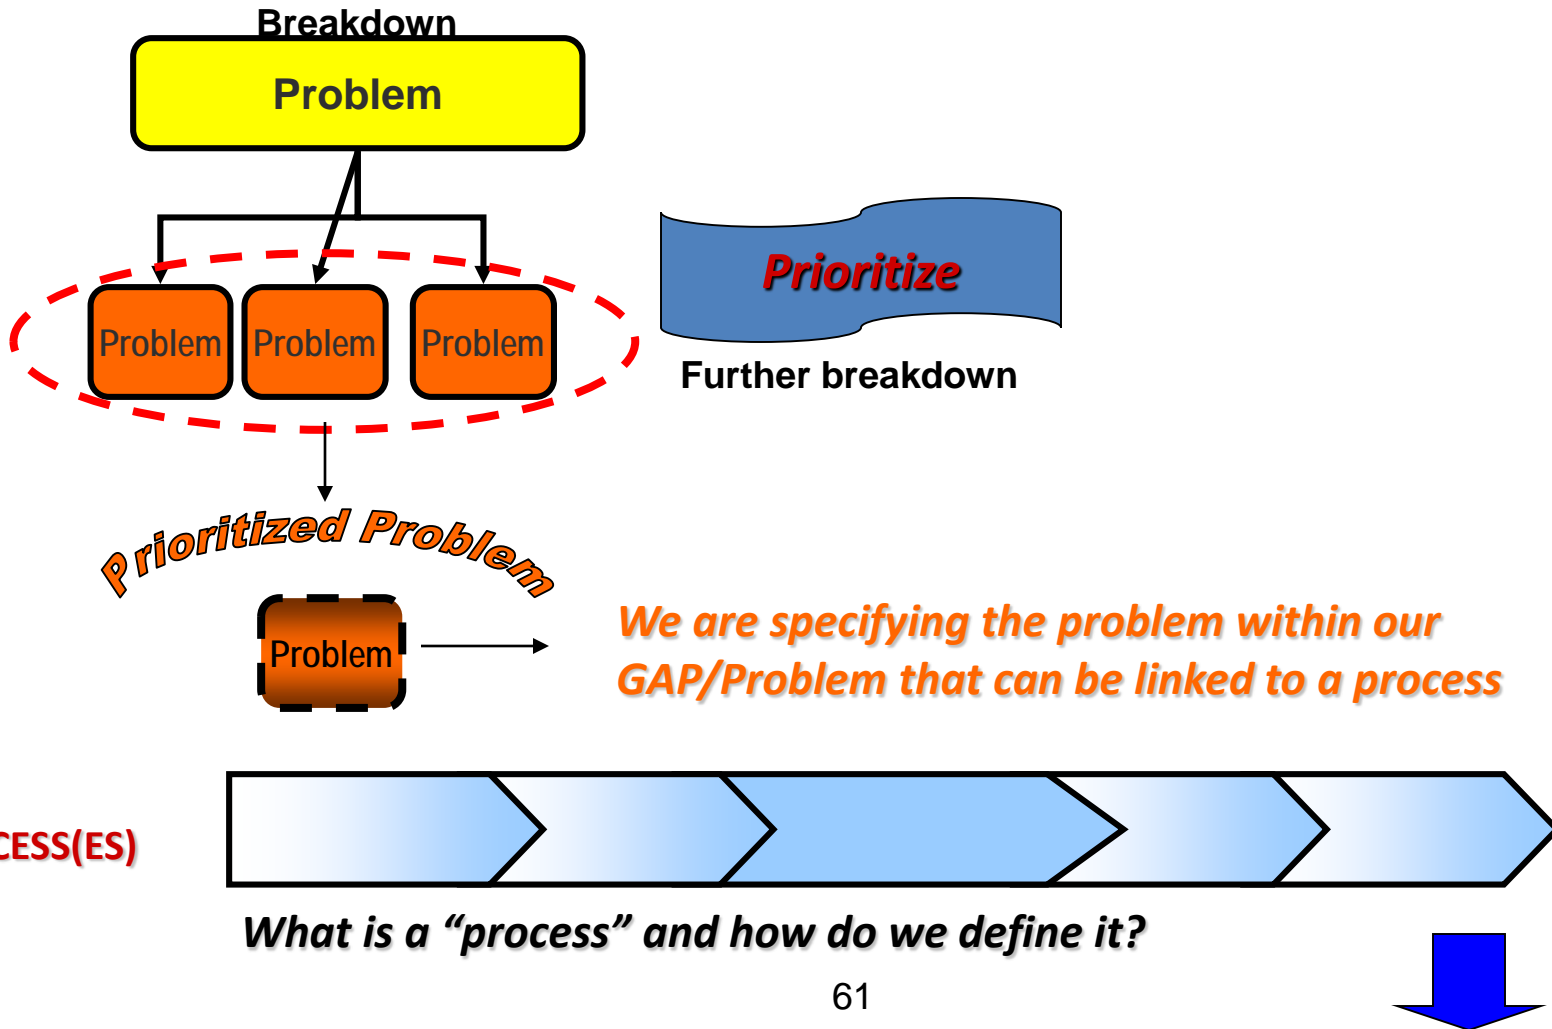 Breakdown
Problem
Prioritize
Problem
Problem
Problem
Further breakdown
Prioritized Problem
Problem
We are specifying the problem within our
GAP/Problem that can be linked to a process
CESS(ES)
What is a “process” and how do we define it?
61